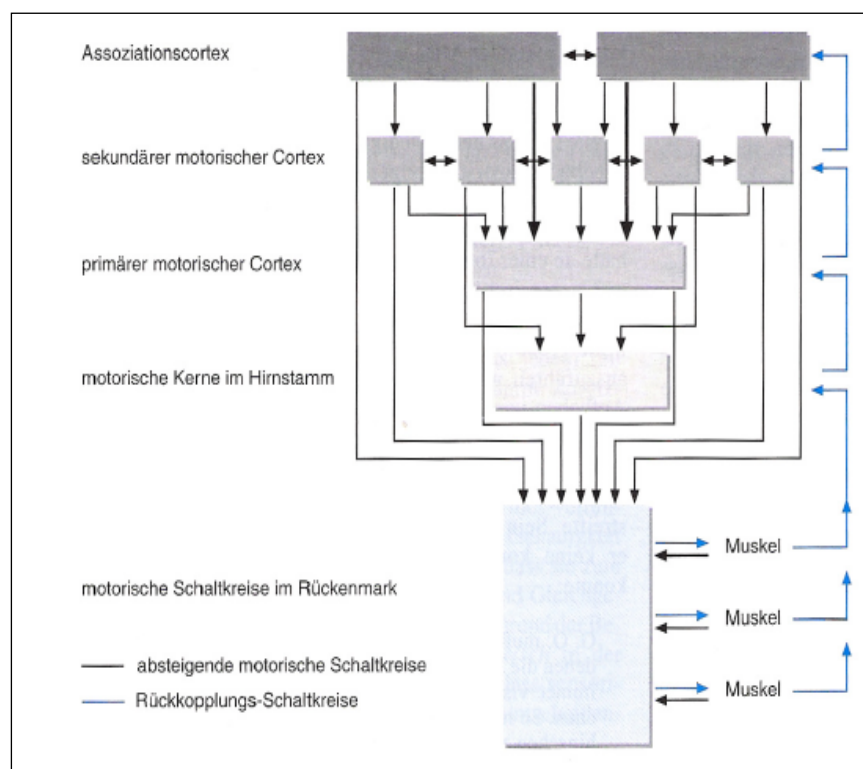 Assoziationscortex
sekundärer motorischer Cortex
primärer motorischer Cortex
motorische Kerne im Hirnstamm
Muskel
motorische Schaltkreise im Rückenmark
Muskel
absteigende motorische Schaltkreise
Muskel
Rückkopplungs-Schaltkreise